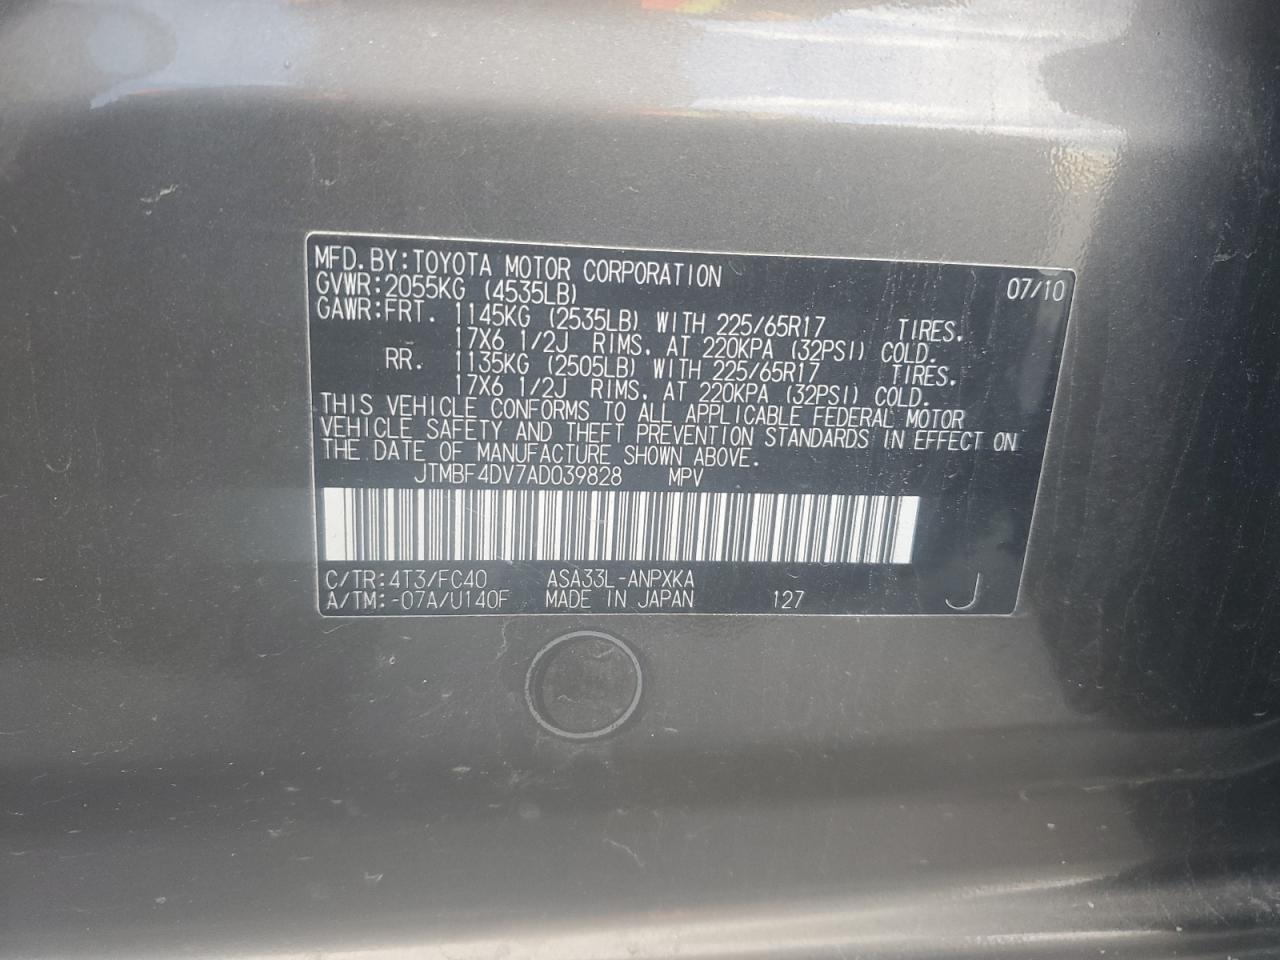 MFD. BY: TOYOTA MOTOR CORPORATION 07/10
GVWR: 2055KG (4535LB)
GAWR: FRT. 1145KG (2535LB) WITH 225/65R17 TIRES.
17X6 1/2J RIMS. AT 220KPA (32PSI) COLD.
RR. 1135KG (2505LB) WITH 225/65R17 TIRES.
17X6 1/2J RIMS. AT 220KPA (32PSI) COLD.
THIS VEHICLE CONFORMS TO ALL APPLICABLE FEDERAL MOTOR
VEHICLE SAFETY AND THEFT PREVENTION STANDARDS IN EFFECT ON
THE DATE OF MANUFACTURE SHOWN ABOVE.
JTMBF4DV7AD039828 MPV
C/TR: 4T3/FC40 ASA33L-ANPXKA
A/TM: -07A/U140F MADE IN JAPAN 127 J